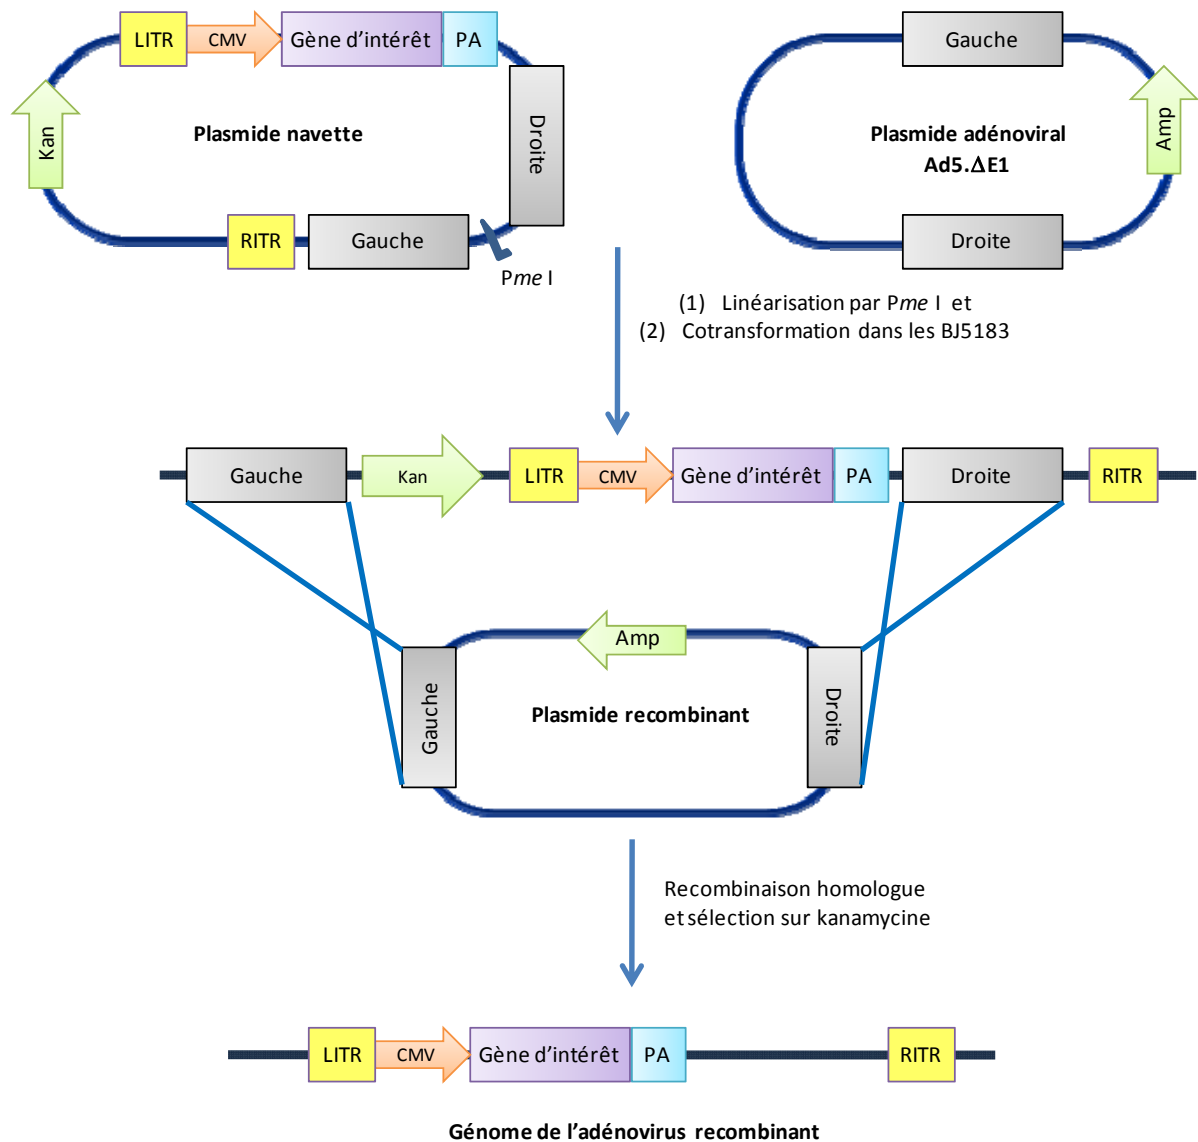 LITR
CMV
Gène d'intérêt
PA
Kan
Plasmide navette
Droite
RITR
Gauche
Pme I
Gauche
Plasmide adénoviral
Ad5.ΔE1
Amp
Droite
(1) Linéarisation par Pme I et
(2) Cotransformation dans les BJ5183
Gauche
Kan
LITR
CMV
Gène d'intérêt
PA
Droite
RITR
Amp
Gauche
Plasmide recombinant
Droite
Recombinaison homologue
et sélection sur kanamycine
LITR
CMV
Gène d'intérêt
PA
RITR
Génome de l'adénovirus recombinant